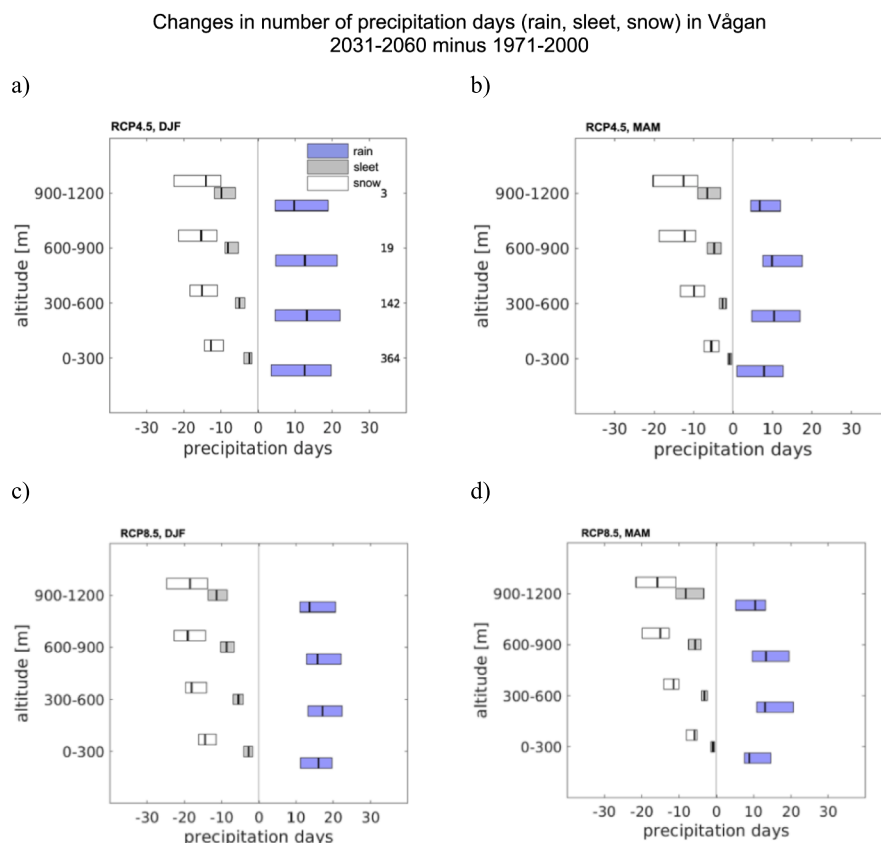 Changes in number of precipitation days (rain, sleet, snow) in Vågan
2031-2060 minus 1971-2000
a)
RCP4.5, DJF
rain
sleet
snow
900-1200
3
600-900
19
300-600
142
0-300
364
altitude [m]
-30 -20 -10 0 10 20 30
precipitation days
b)
RCP4.5, MAM
900-1200
600-900
300-600
0-300
altitude [m]
-30 -20 -10 0 10 20 30
precipitation days
c)
RCP8.5, DJF
900-1200
600-900
300-600
0-300
altitude [m]
-30 -20 -10 0 10 20 30
precipitation days
d)
RCP8.5, MAM
900-1200
600-900
300-600
0-300
altitude [m]
-30 -20 -10 0 10 20 30
precipitation days